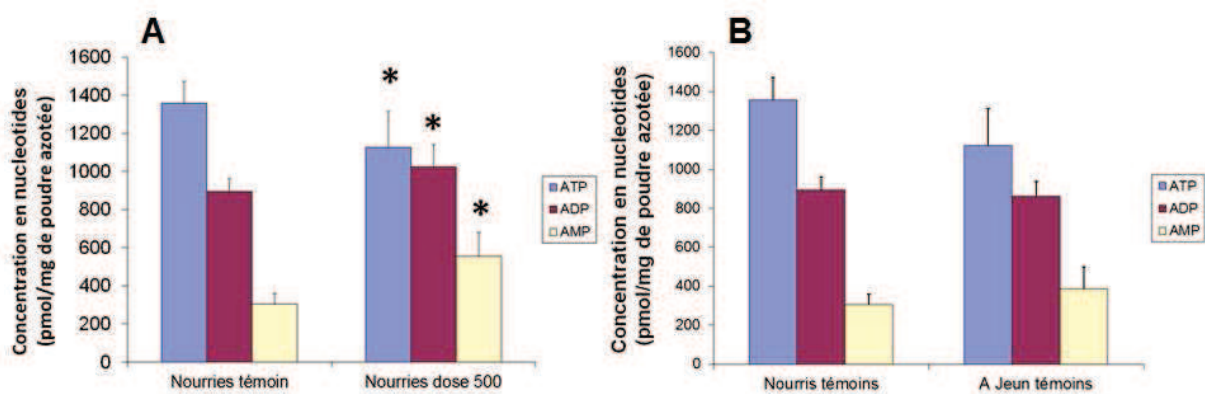 A
Concentration en nucleotides
(pmol/mg de poudre azotée)
1600
1400
1200
1000
800
600
400
200
0
*
*
*
ATP
ADP
AMP
Nourries témoin
Nourries dose 500
B
Concentration en nucleotides
(pmol/mg de poudre azotée)
1600
1400
1200
1000
800
600
400
200
0
ATP
ADP
AMP
Nourris témoins
A Jeun témoins